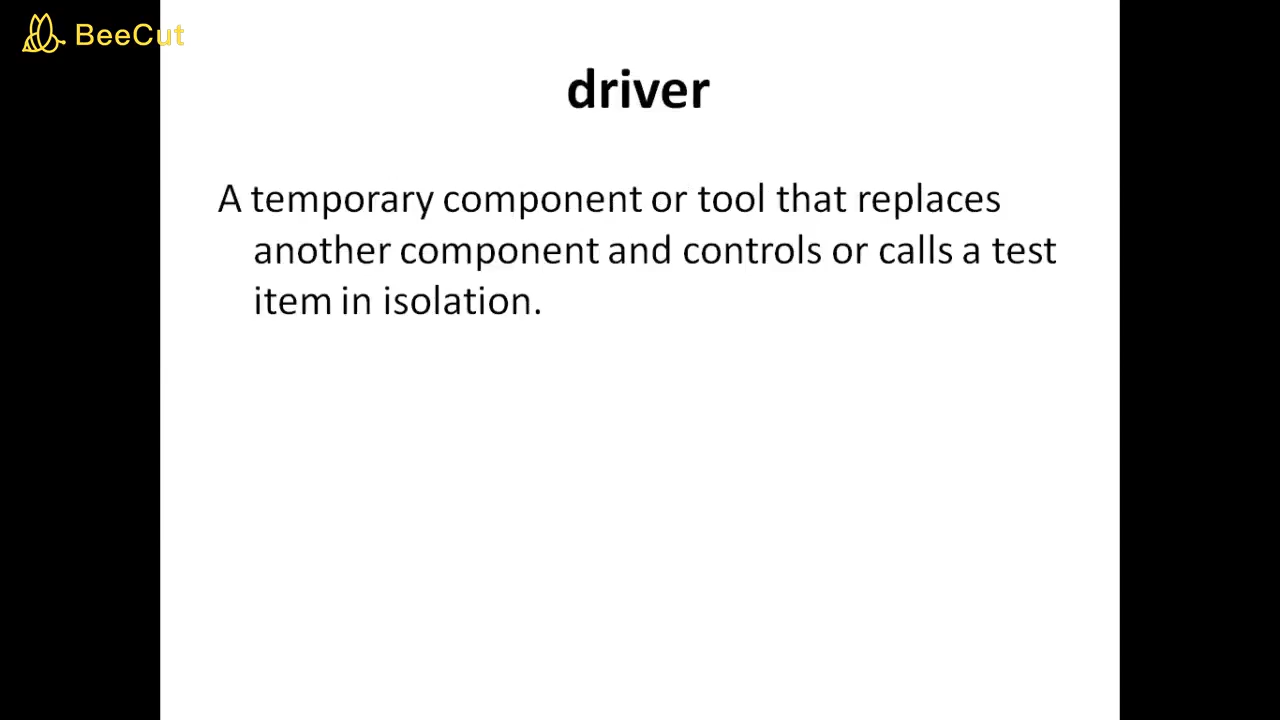 BeeCut
driver
A temporary component or tool that replaces
another component and controls or calls a test
item in isolation.